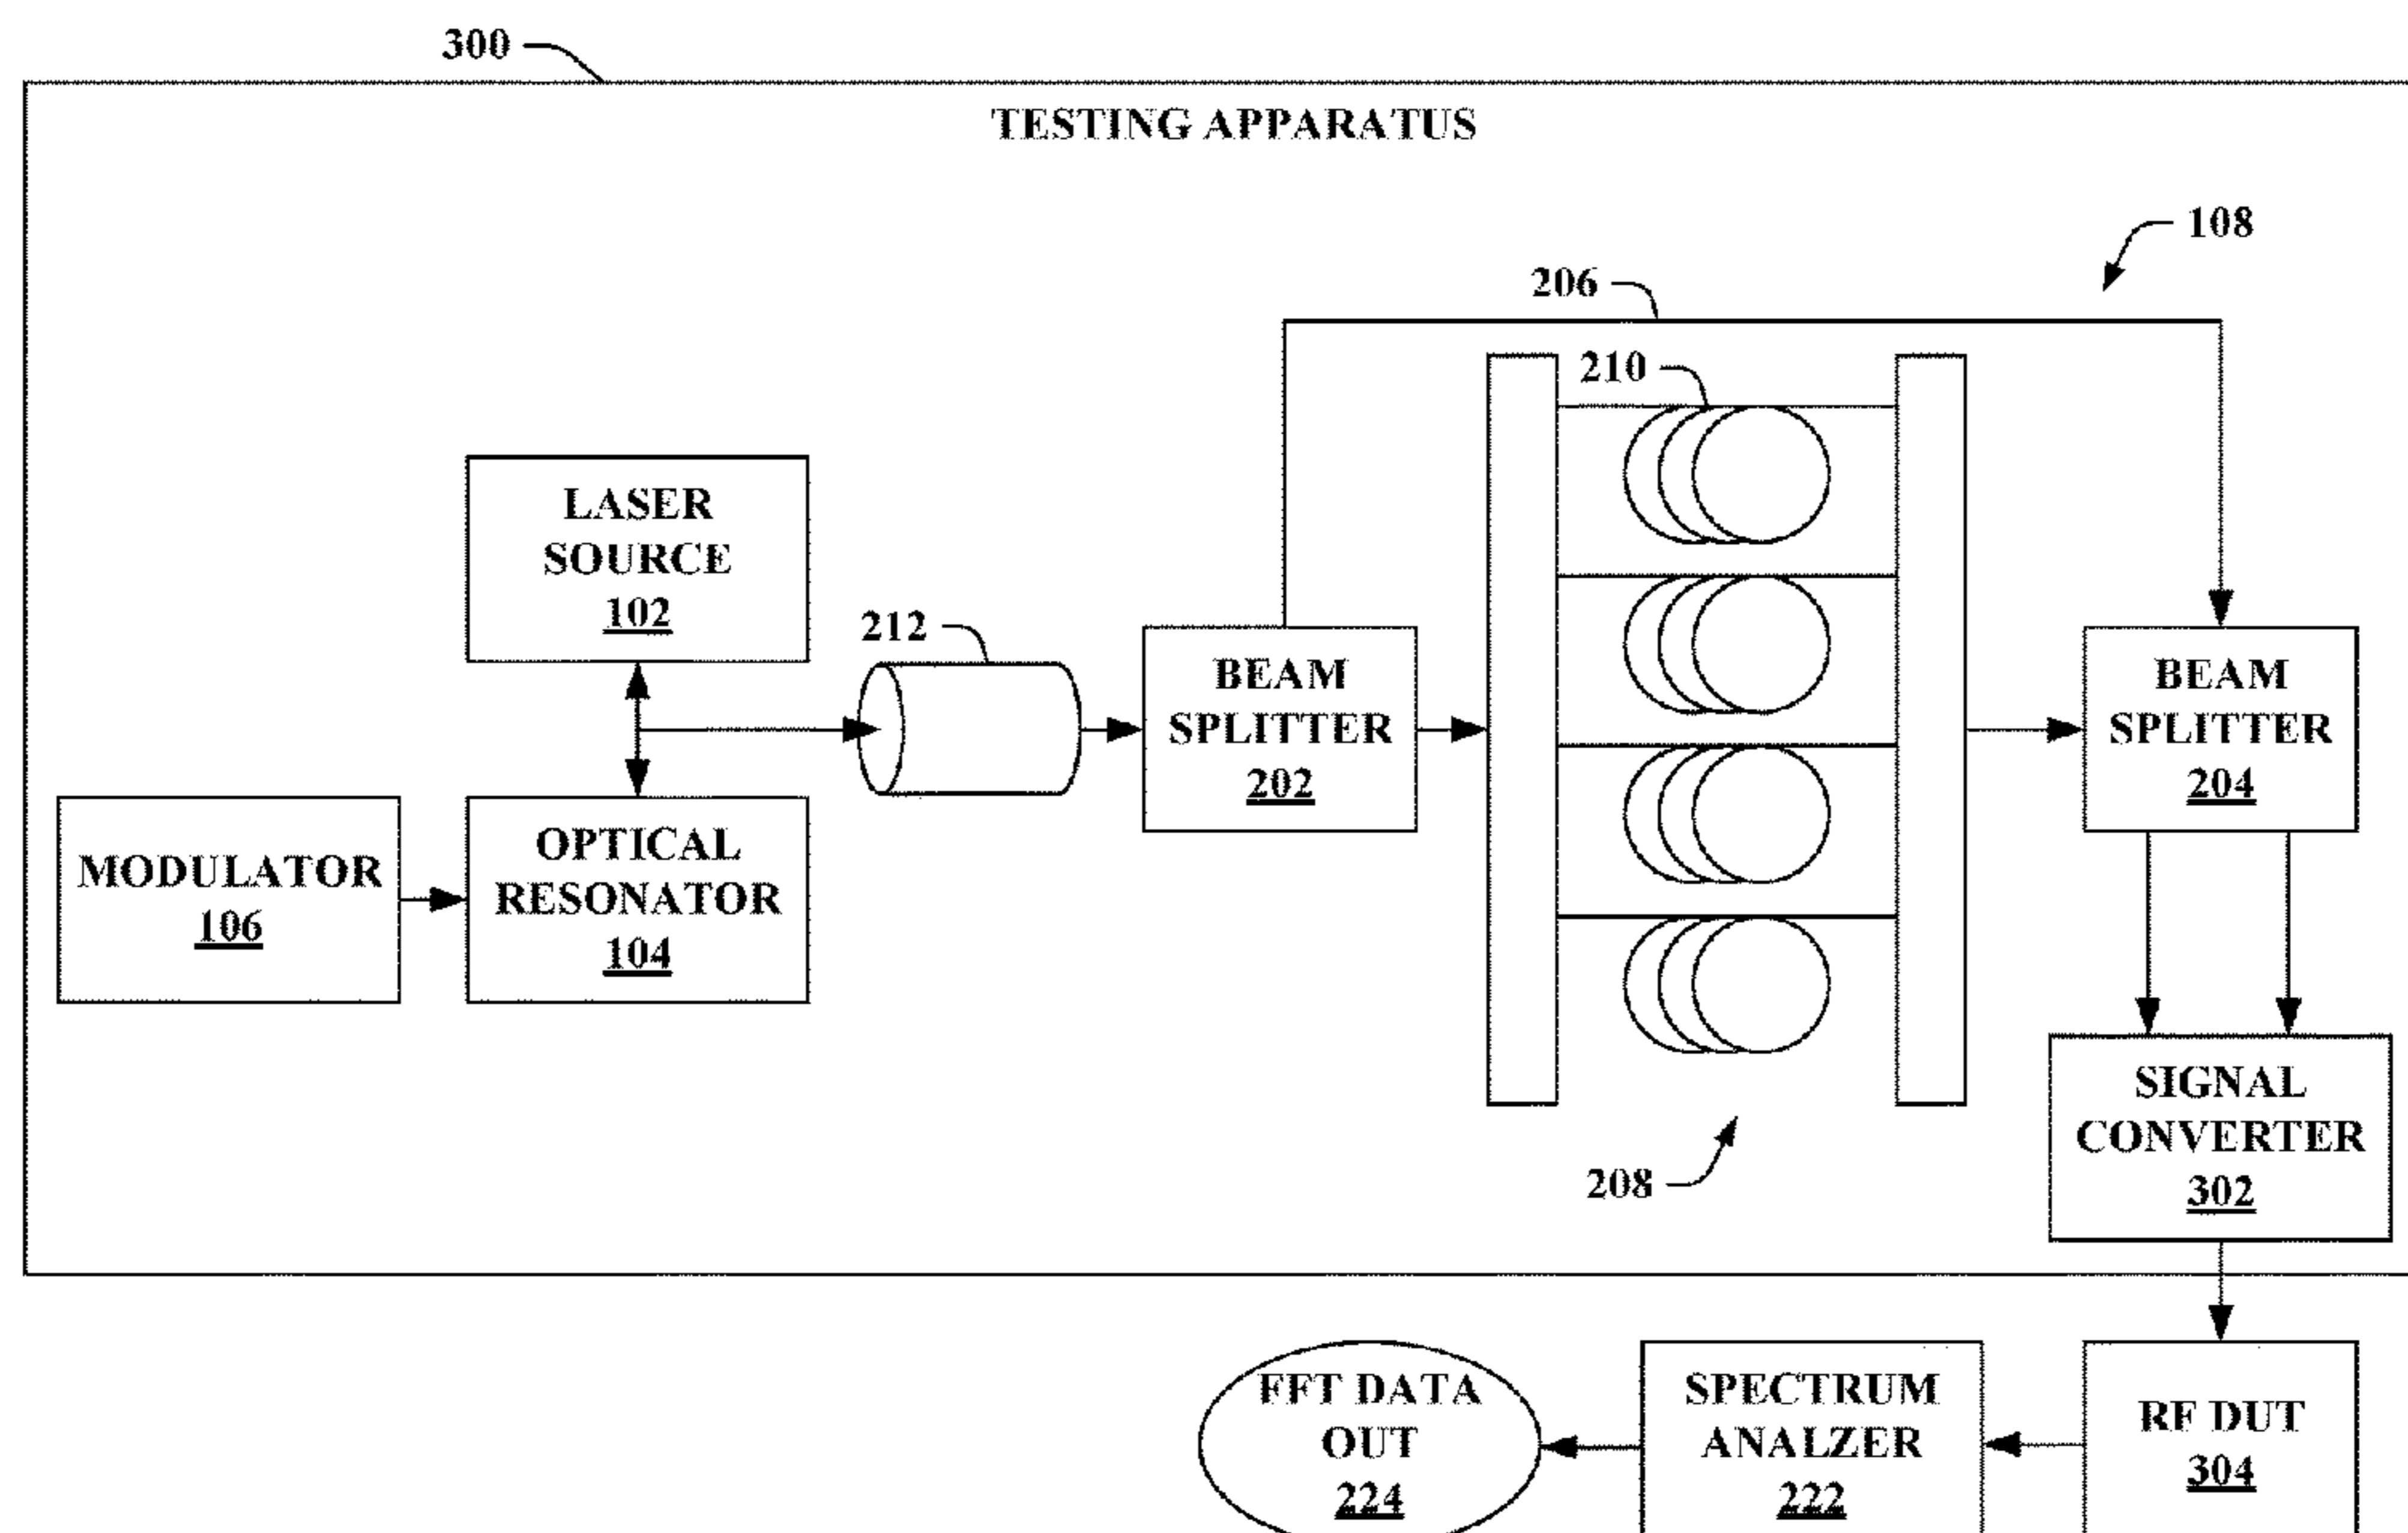 300
TESTING APPARATUS
108
206
210
LASER
SOURCE
102
212
BEAM
SPLITTER
202
BEAM
SPLITTER
204
MODULATOR
106
OPTICAL
RESONATOR
104
SIGNAL
CONVERTER
302
208
FFT DATA
OUT
224
SPECTRUM
ANALZER
222
RF DUT
304